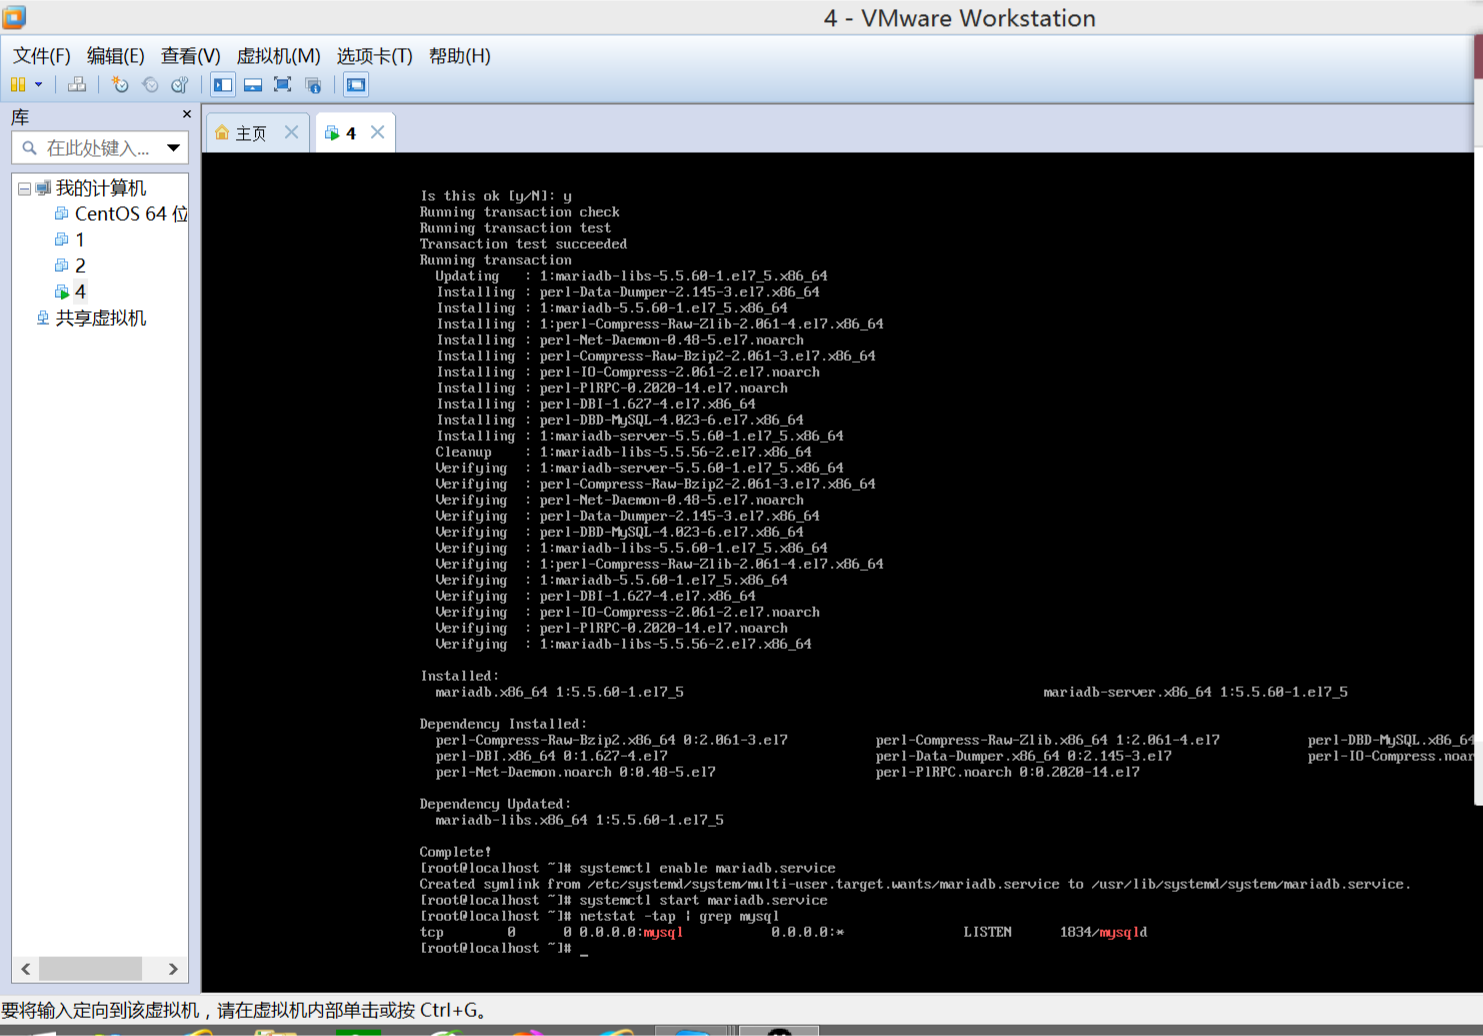 4 - VMware Workstation
文件(F) 编辑(E) 查看(V) 虚拟机(M) 选项卡(T) 帮助(H)
库
在此处键入...
我的计算机
CentOS 64 位
1
2
4
共享虚拟机
主页
4
Is this ok [y/N]: y
Running transaction check
Running transaction test
Transaction test succeeded
Running transaction
Updating : 1:mariadb-libs-5.5.60-1.el7_5.x86_64
Installing : perl-Data-Dumper-2.145-3.el7.x86_64
Installing : 1:mariadb-5.5.60-1.el7_5.x86_64
Installing : 1:perl-Compress-Raw-Zlib-2.061-4.el7.x86_64
Installing : perl-Net-Daemon-0.48-5.el7.noarch
Installing : perl-Compress-Raw-Bzip2-2.061-3.el7.x86_64
Installing : perl-IO-Compress-2.061-2.el7.noarch
Installing : perl-PlRPC-0.2020-14.el7.noarch
Installing : perl-DBI-1.627-4.el7.x86_64
Installing : perl-DBD-MySQL-4.023-6.el7.x86_64
Installing : 1:mariadb-server-5.5.60-1.el7_5.x86_64
Cleanup : 1:mariadb-libs-5.5.56-2.el7.x86_64
Verifying : 1:mariadb-server-5.5.60-1.el7_5.x86_64
Verifying : perl-Compress-Raw-Bzip2-2.061-3.el7.x86_64
Verifying : perl-Net-Daemon-0.48-5.el7.noarch
Verifying : perl-Data-Dumper-2.145-3.el7.x86_64
Verifying : perl-DBD-MySQL-4.023-6.el7.x86_64
Verifying : 1:mariadb-libs-5.5.60-1.el7_5.x86_64
Verifying : 1:perl-Compress-Raw-Zlib-2.061-4.el7.x86_64
Verifying : 1:mariadb-5.5.60-1.el7_5.x86_64
Verifying : perl-DBI-1.627-4.el7.x86_64
Verifying : perl-IO-Compress-2.061-2.el7.noarch
Verifying : perl-PlRPC-0.2020-14.el7.noarch
Verifying : 1:mariadb-libs-5.5.56-2.el7.x86_64
Installed:
mariadb.x86_64 1:5.5.60-1.el7_5 mariadb-server.x86_64 1:5.5.60-1.el7_5
Dependency Installed:
perl-Compress-Raw-Bzip2.x86_64 0:2.061-3.el7 perl-Compress-Raw-Zlib.x86_64 1:2.061-4.el7 perl-DBD-MySQL.x86_64
perl-DBI.x86_64 0:1.627-4.el7 perl-Data-Dumper.x86_64 0:2.145-3.el7 perl-IO-Compress.noar
perl-Net-Daemon.noarch 0:0.48-5.el7 perl-PlRPC.noarch 0:0.2020-14.el7
Dependency Updated:
mariadb-libs.x86_64 1:5.5.60-1.el7_5
Complete!
[root@localhost ~]# systemctl enable mariadb.service
Created symlink from /etc/systemd/system/multi-user.target.wants/mariadb.service to /usr/lib/systemd/system/mariadb.service.
[root@localhost ~]# systemctl start mariadb.service
[root@localhost ~]# netstat -tap | grep mysql
tcp 0 0 0.0.0.0:mysql 0.0.0.0:* LISTEN 1834/mysqld
[root@localhost ~]# _
要将输入定向到该虚拟机，请在虚拟机内部单击或按 Ctrl+G。